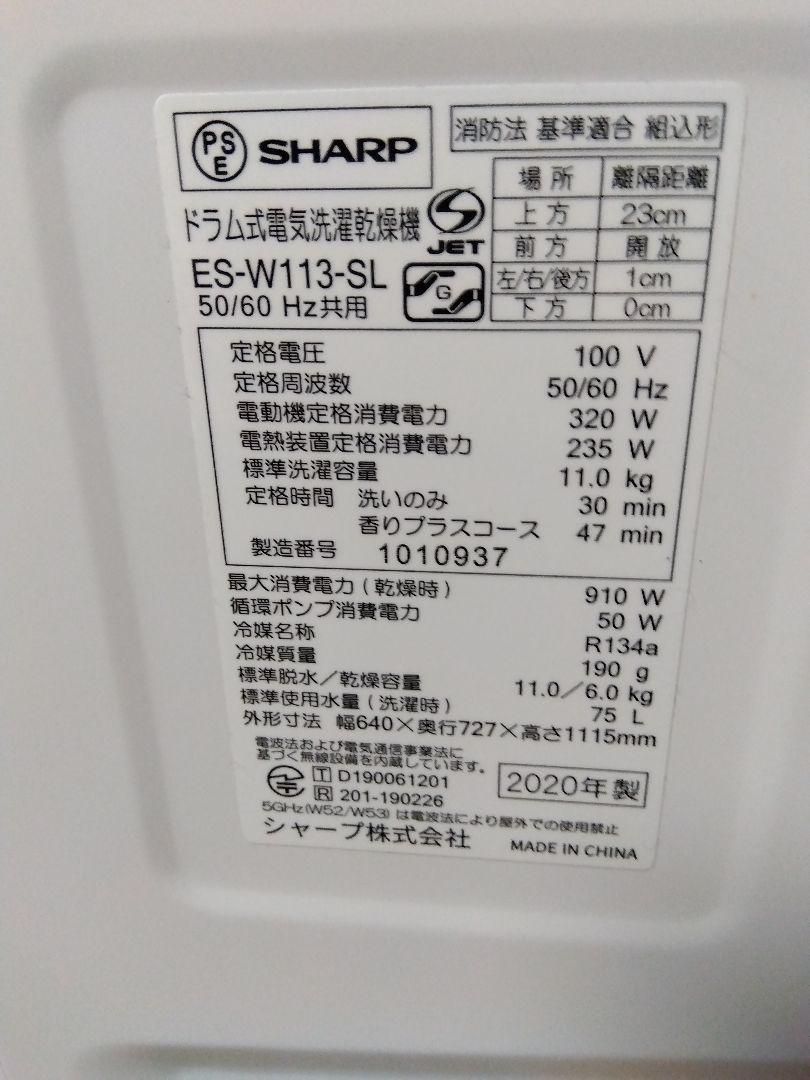 PSE SHARP
消防法 基準適合 組込形
場所 離隔距離
上方 23cm
前方 開放
左/右/後方 1cm
下方 0cm
ドラム式電気洗濯乾燥機
JET
ES-W113-SL
50/60 Hz共用
G
定格電圧 100 V
定格周波数 50/60 Hz
電動機定格消費電力 320 W
電熱装置定格消費電力 235 W
標準洗濯容量 11.0 kg
定格時間 洗いのみ 30 min
香りプラスコース 47 min
製造番号 1010937
最大消費電力(乾燥時) 910 W
循環ポンプ消費電力 50 W
冷媒名称 R134a
冷媒質量 190 g
標準脱水/乾燥容量 11.0/6.0 kg
標準使用水量(洗濯時) 75 L
外形寸法 幅640×奥行727×高さ1115mm
電波法および電気通信事業法に
基づく無線設備を内蔵しています。
T D190061201
R 201-190226
2020年製
5GHz(W52/W53)は電波法により屋外での使用禁止
シャープ株式会社
MADE IN CHINA